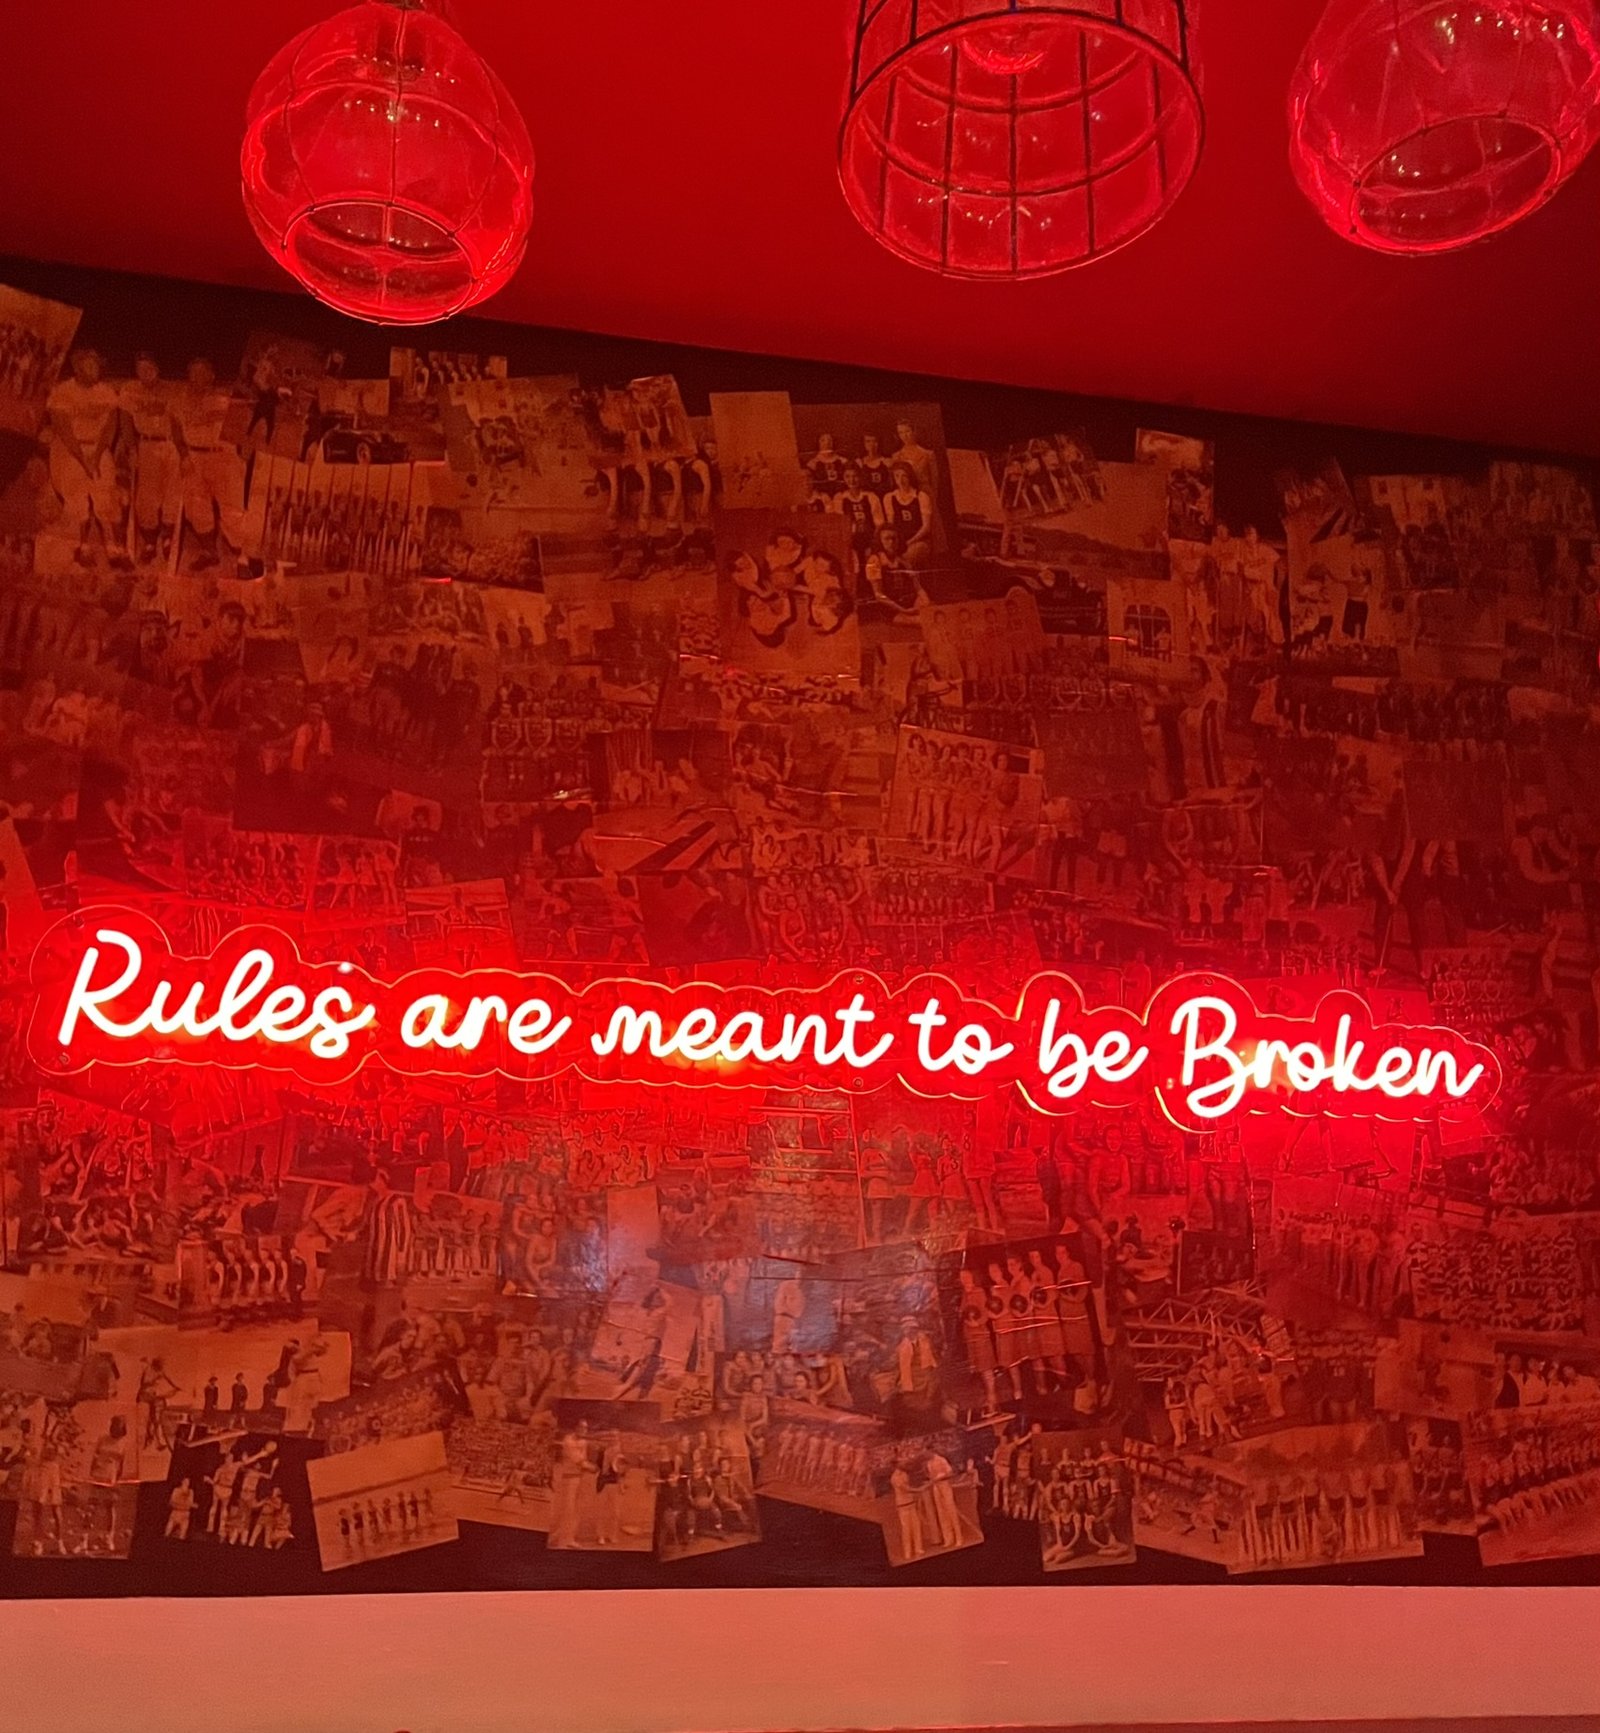 Rules are meant to be Broken